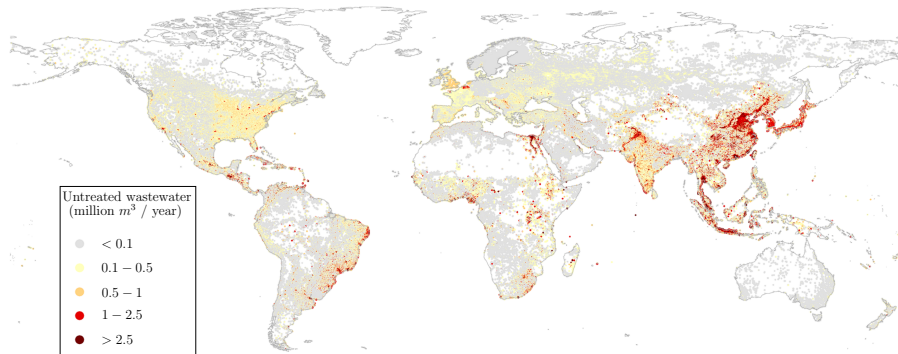 Untreated wastewater
(million m³ / year)
< 0.1
0.1 − 0.5
0.5 − 1
1 − 2.5
> 2.5